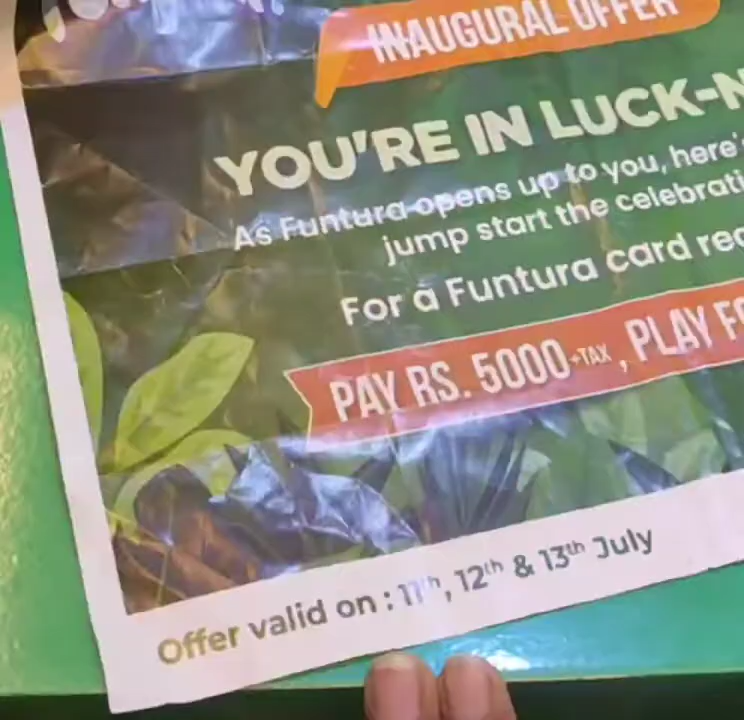 INAUGURAL OFFER
YOU'RE IN LUCK-N
As Funtura opens up to you, here'
jump start the celebrati
For a Funtura card rec
PAY RS. 5000+TAX, PLAY FO
Offer valid on : 11th, 12th & 13th July